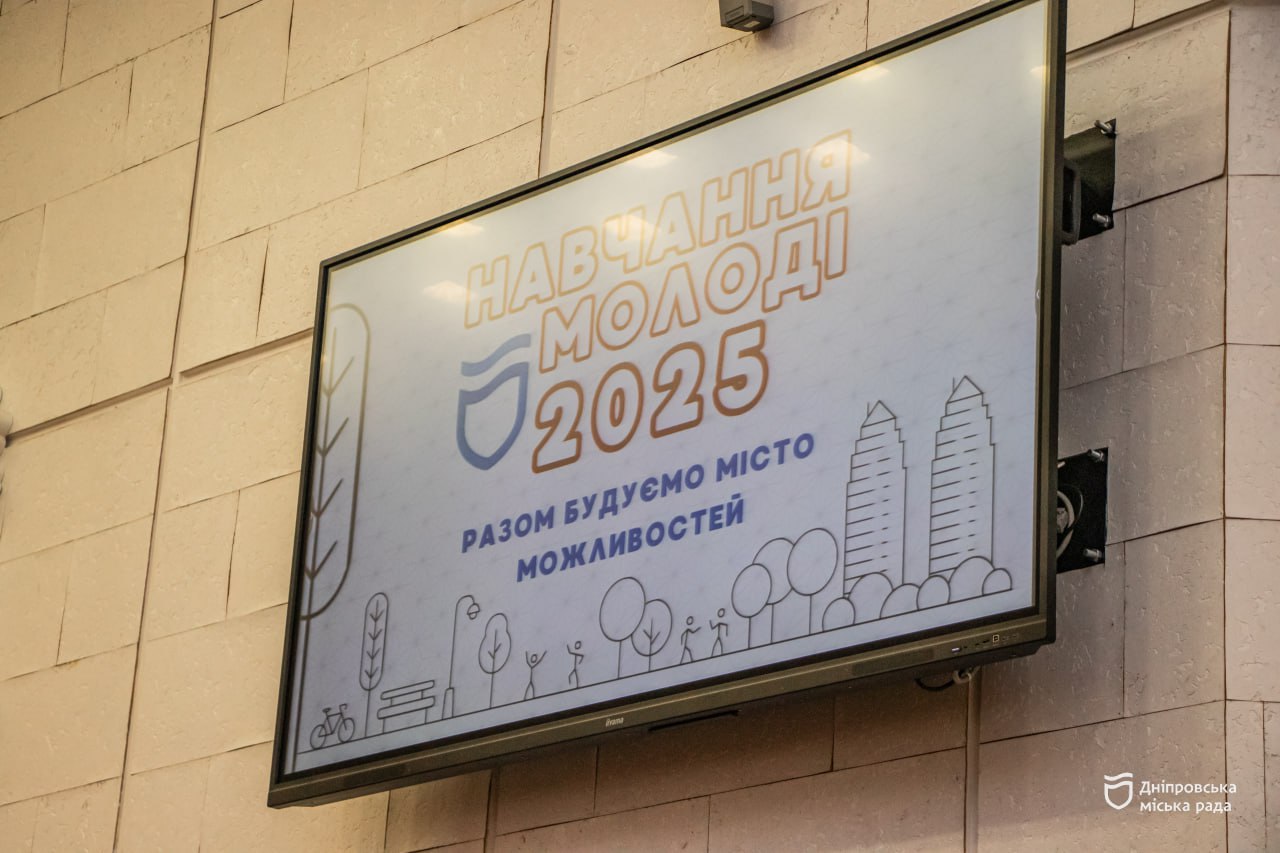 НАВЧАННЯ
МОЛОДІ
2025
РАЗОМ БУДУЄМО МІСТО
МОЖЛИВОСТЕЙ
iiyama
Дніпровська
міська рада